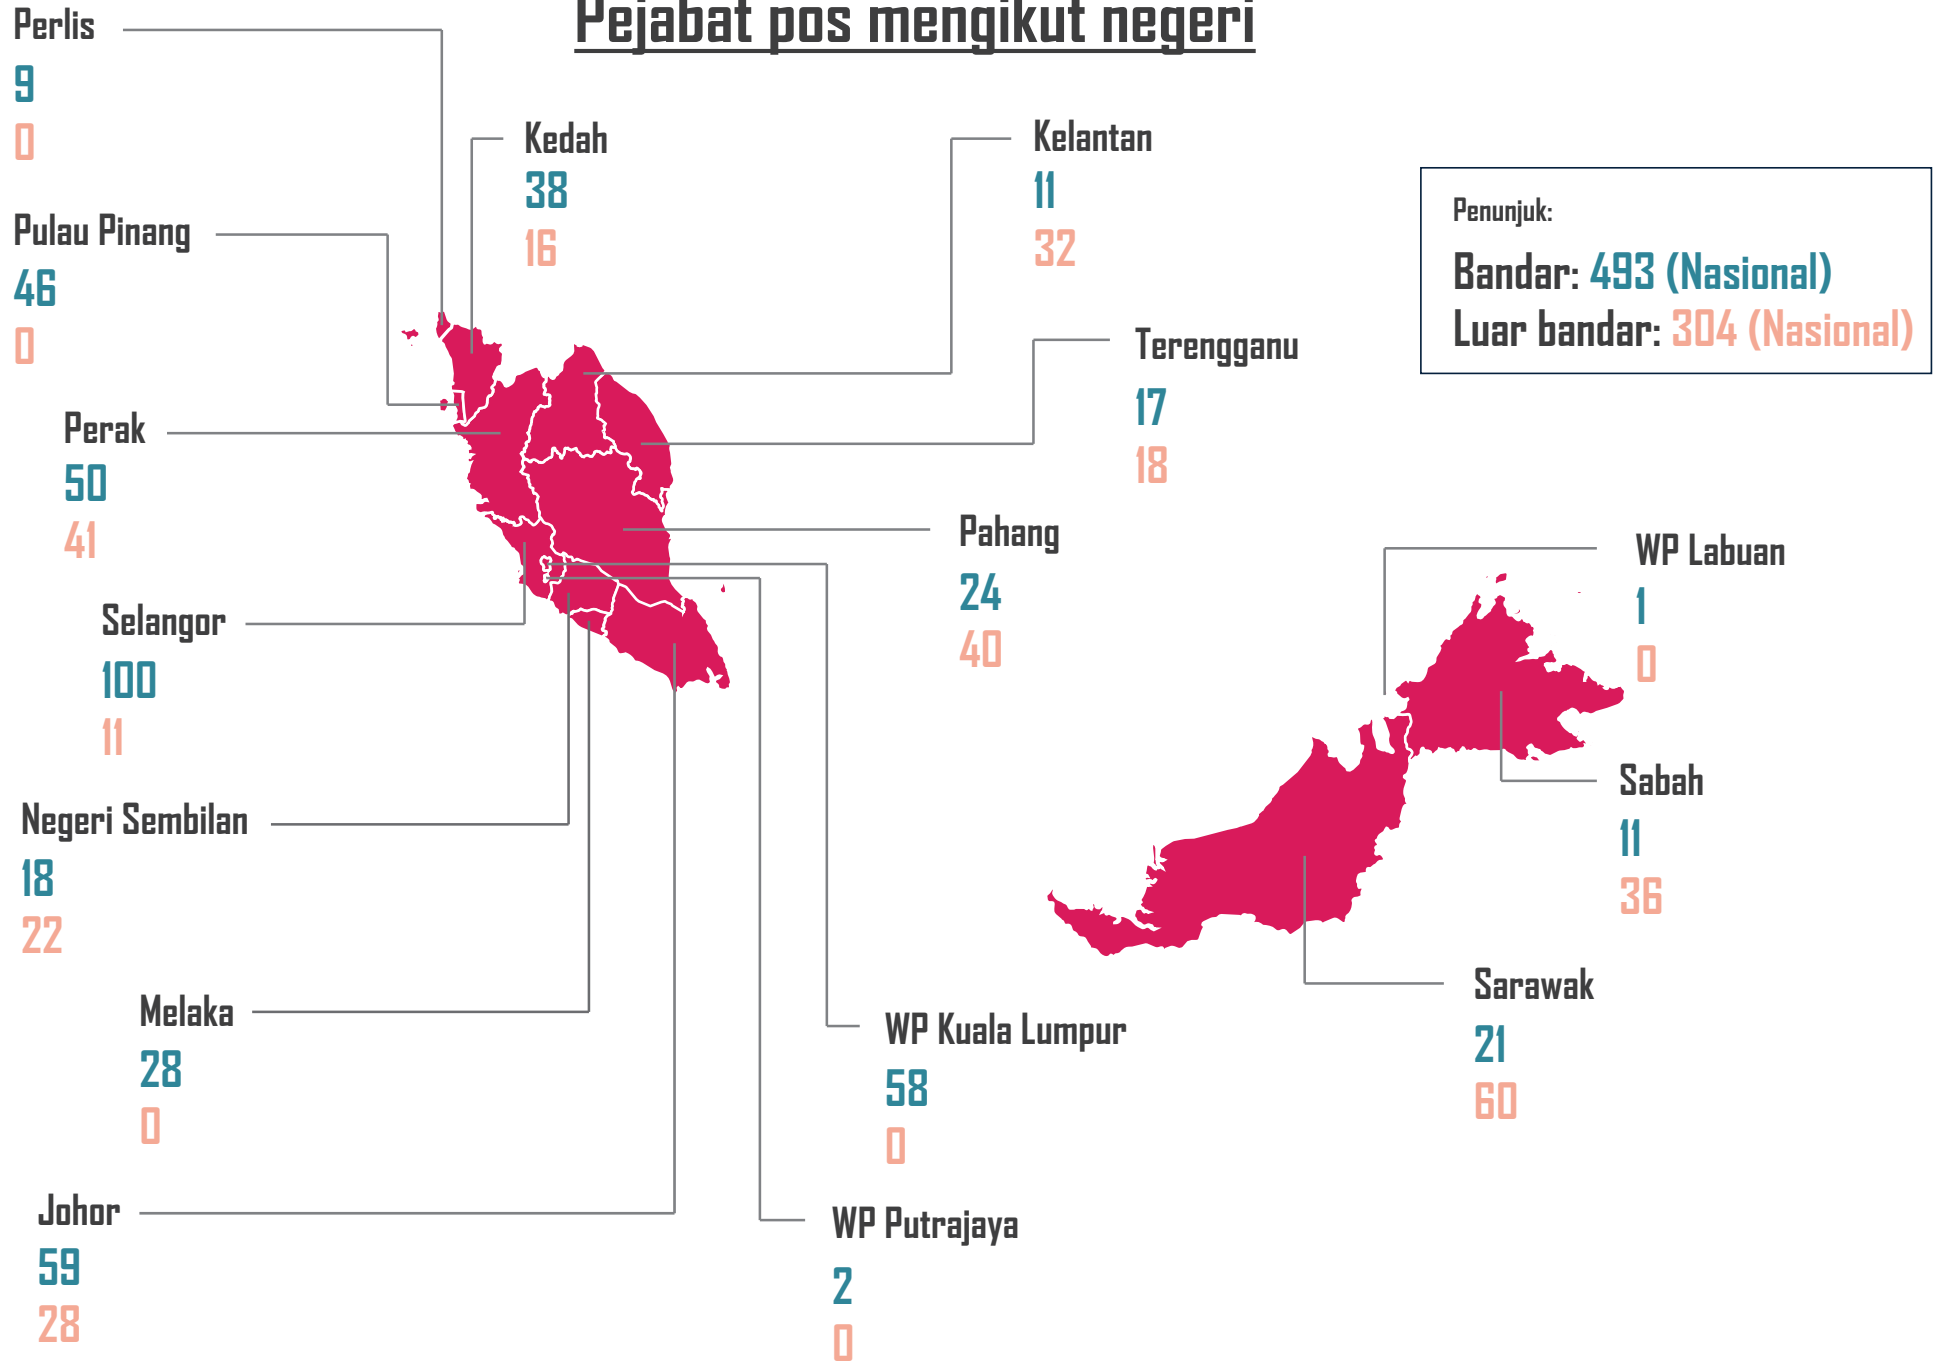 Pejabat pos mengikut negeri
Perlis
9
0
Kedah
38
16
Kelantan
11
32
Penunjuk:
Bandar: 493 (Nasional)
Luar bandar: 304 (Nasional)
Pulau Pinang
46
0
Terengganu
17
18
Perak
50
41
Pahang
24
40
WP Labuan
1
0
Selangor
100
11
Sabah
11
36
Negeri Sembilan
18
22
Sarawak
21
60
Melaka
28
0
WP Kuala Lumpur
58
0
Johor
59
28
WP Putrajaya
2
0